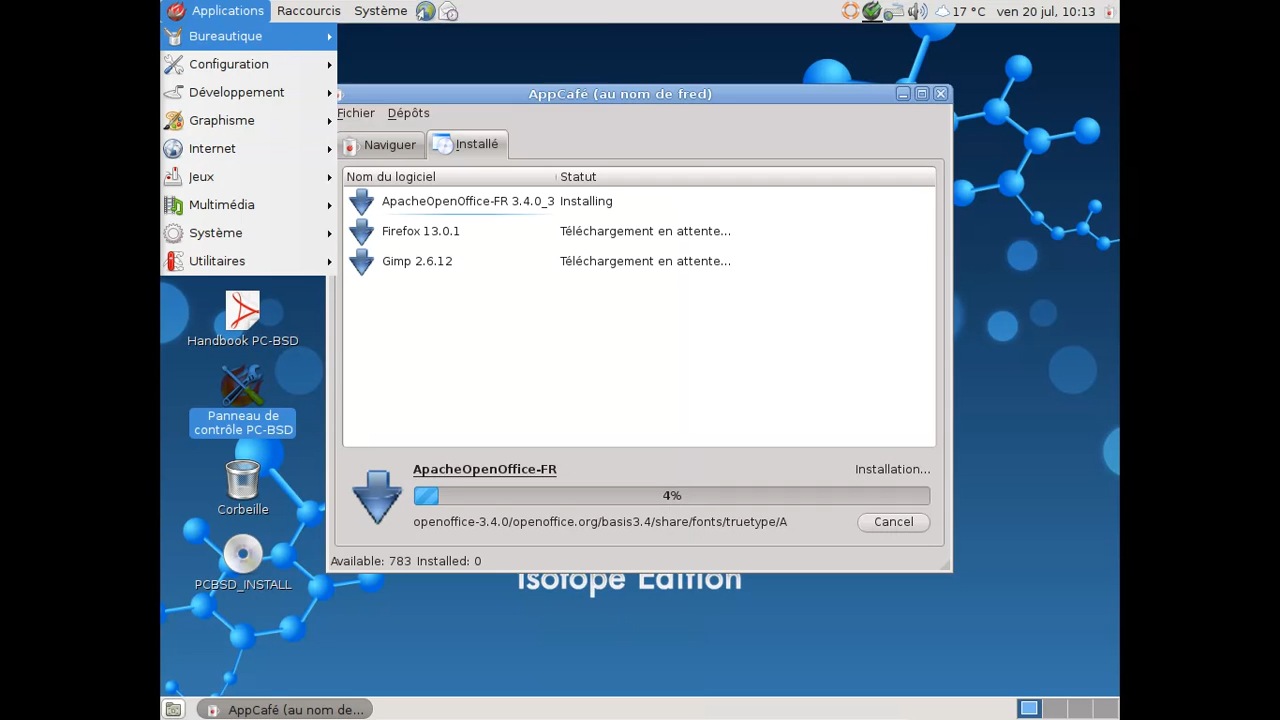 Applications Raccourcis Système 17 °C ven 20 jul, 10:13
Bureautique
Configuration
Développement
Graphisme
Internet
Jeux
Multimédia
Système
Utilitaires
AppCafé (au nom de fred)
Fichier Dépôts
Naviguer Installé
Nom du logiciel Statut
ApacheOpenOffice-FR 3.4.0_3 Installing
Firefox 13.0.1 Téléchargement en attente...
Gimp 2.6.12 Téléchargement en attente...
ApacheOpenOffice-FR Installation...
4%
openoffice-3.4.0/openoffice.org/basis3.4/share/fonts/truetype/A Cancel
Available: 783 Installed: 0
Handbook PC-BSD
Panneau de
contrôle PC-BSD
Corbeille
PCBSD_INSTALL
Isotope Edition
AppCafé (au nom de...